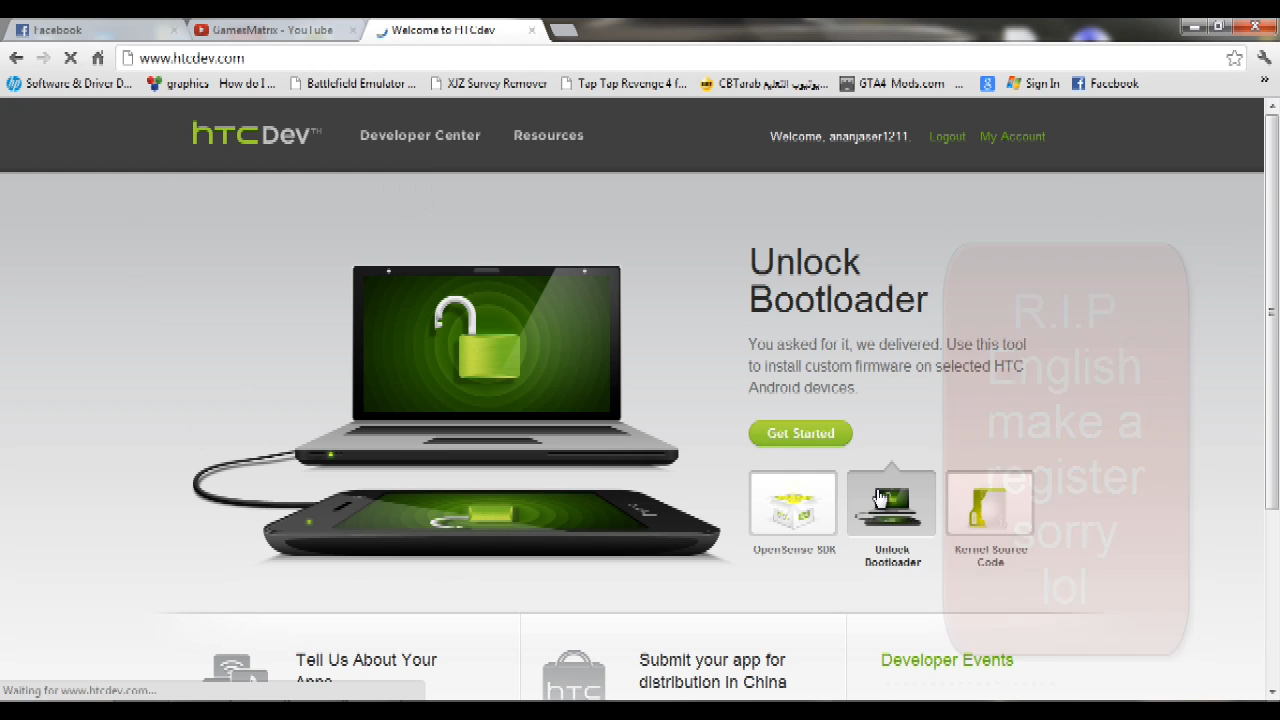 Facebook
GamesMatrix - YouTube
Welcome to HTCdev
www.htcdev.com
Software & Driver D...
graphics
How do I ...
Battlefield Emulator ...
XJZ Survey Remover
Tap Tap Revenge 4 f...
CBTarab
GTA4 Mods.com ...
Sign In
Facebook
htc Dev™
Developer Center
Resources
Welcome, ananjaser1211.
Logout
My Account
Unlock
Bootloader
You asked for it, we delivered. Use this tool
to install custom firmware on selected HTC
Android devices.
Get Started
OpenSense SDK
Unlock
Bootloader
Kernel Source
Code
R.I.P
English
make a
register
sorry
lol
Tell Us About Your
Apps
Submit your app for
distribution in China
Developer Events
htc
Waiting for www.htcdev.com...